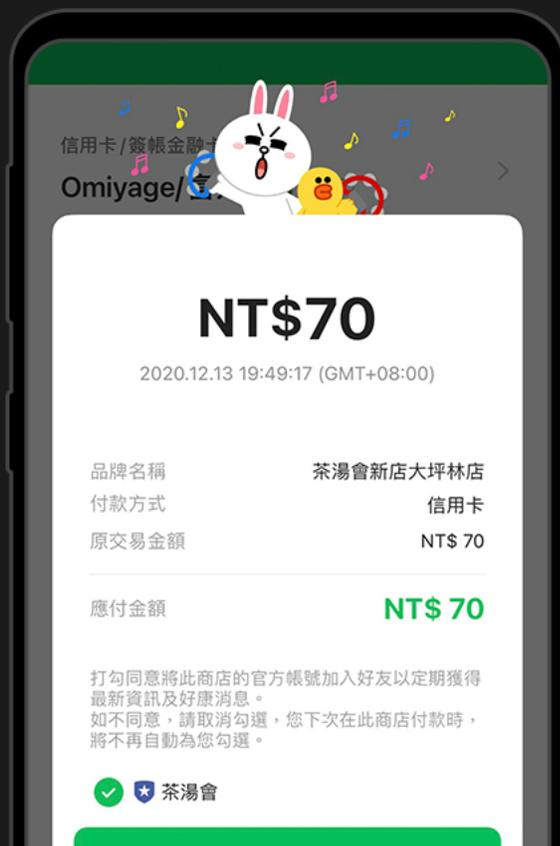 信用卡/簽帳金融卡
Omiyage/
NT$70
2020.12.13 19:49:17 (GMT+08:00)
品牌名稱 茶湯會新店大坪林店
付款方式 信用卡
原交易金額 NT$ 70
應付金額 NT$ 70
打勾同意將此商店的官方帳號加入好友以定期獲得
最新資訊及好康消息。
如不同意，請取消勾選，您下次在此商店付款時，
將不再自動為您勾選。
茶湯會